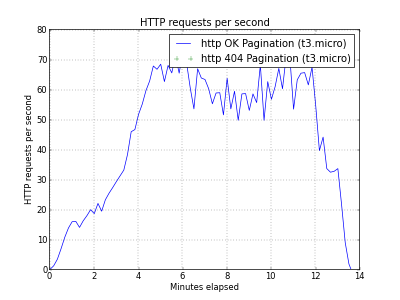 HTTP requests per second
http OK Pagination (t3.micro)
http 404 Pagination (t3.micro)
HTTP requests per second
80
70
60
50
40
30
20
10
0
0 2 4 6 8 10 12 14
Minutes elapsed